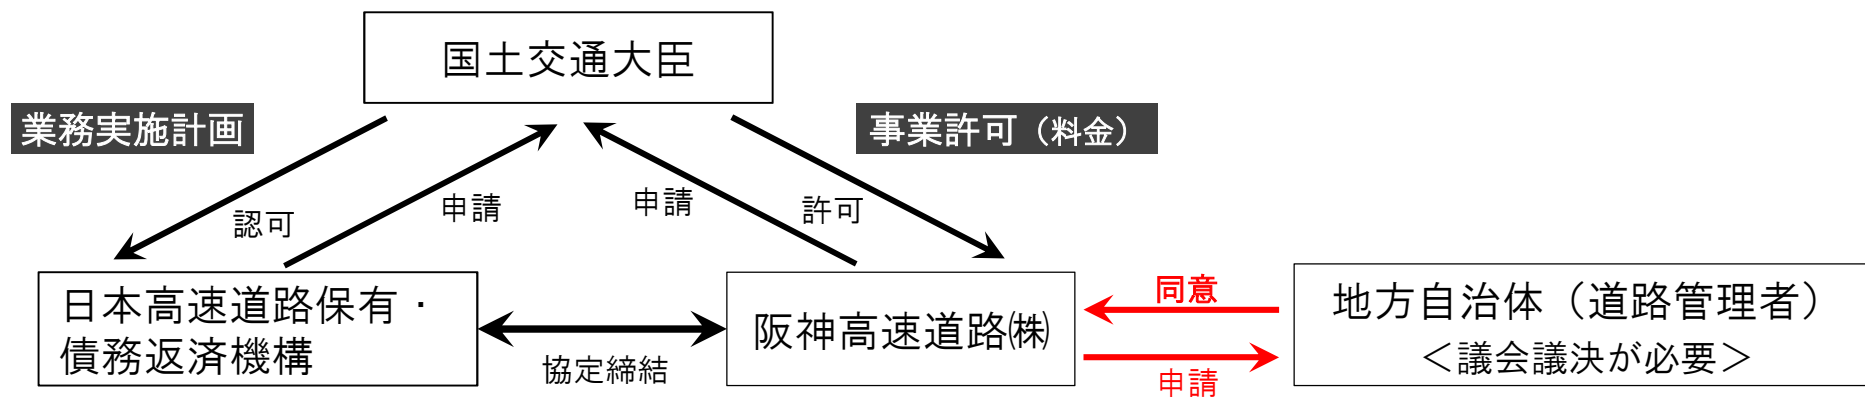 国土交通大臣
業務実施計画
事業許可（料金）
認可
申請
申請
許可
日本高速道路保有・
債務返済機構
協定締結
阪神高速道路㈱
同意
申請
地方自治体（道路管理者）
＜議会議決が必要＞